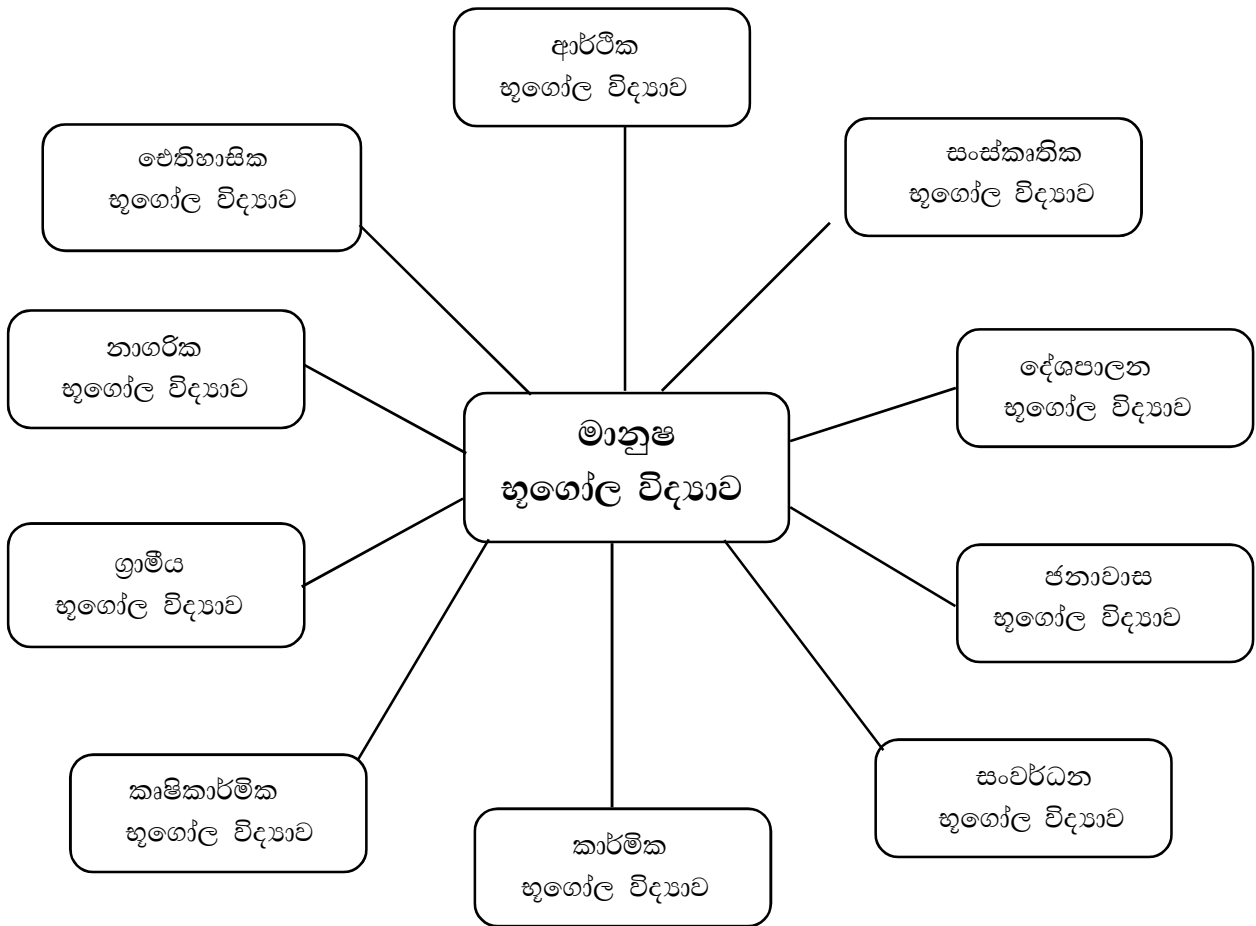 ආර්ථික
භූගෝල විද්‍යාව
ඓතිහාසික
භූගෝල විද්‍යාව
සංස්කෘතික
භූගෝල විද්‍යාව
නාගරික
භූගෝල විද්‍යාව
දේශපාලන
භූගෝල විද්‍යාව
මානුෂ
භූගෝල විද්‍යාව
ග්‍රාමීය
භූගෝල විද්‍යාව
ජනාවාස
භූගෝල විද්‍යාව
කෘෂිකාර්මික
භූගෝල විද්‍යාව
සංවර්ධන
භූගෝල විද්‍යාව
කාර්මික
භූගෝල විද්‍යාව